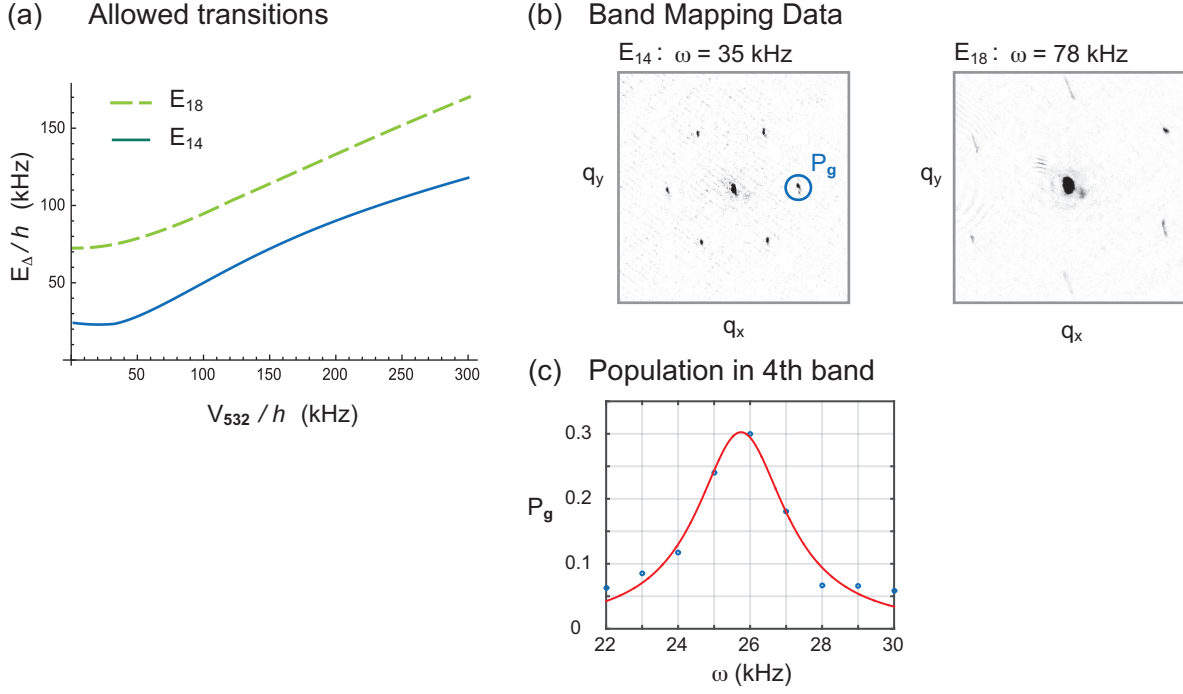 (a) Allowed transitions
E18
E14
E∆ / h (kHz)
150
100
50
50 100 150 200 250 300
V532 / h (kHz)
(b) Band Mapping Data
E14 : ω = 35 kHz
E18 : ω = 78 kHz
Pg
qy
qy
qx
qx
(c) Population in 4th band
Pg
0.3
0.2
0.1
0
22 24 26 28 30
ω (kHz)